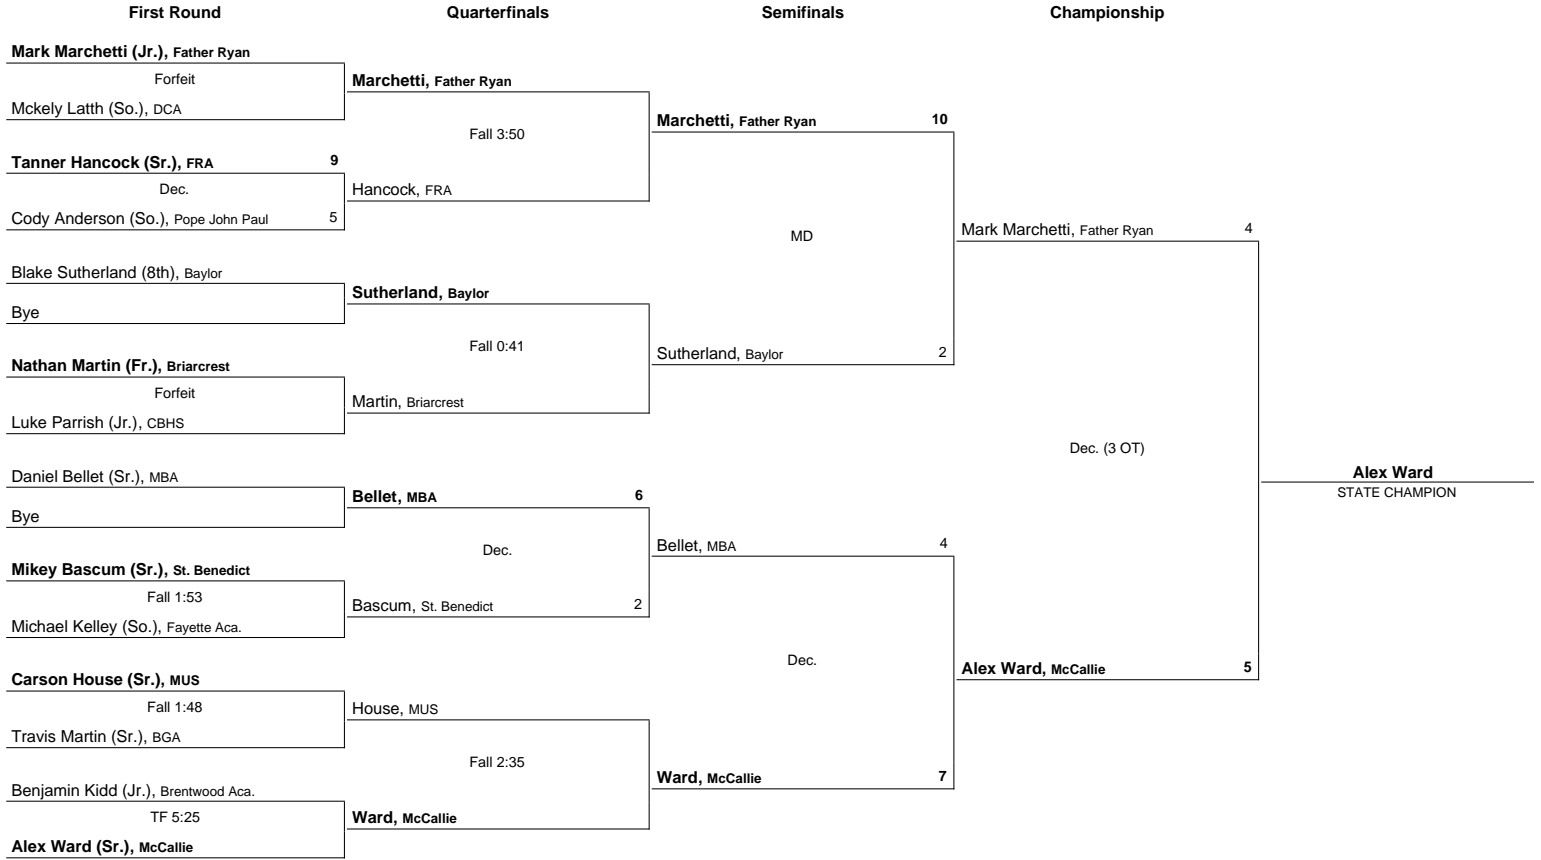 First Round
Quarterfinals
Semifinals
Championship
Mark Marchetti (Jr.), Father Ryan
Forfeit
Mckely Latth (So.), DCA
Tanner Hancock (Sr.), FRA 9
Dec.
Cody Anderson (So.), Pope John Paul 5
Blake Sutherland (8th), Baylor
Bye
Nathan Martin (Fr.), Briarcrest
Forfeit
Luke Parrish (Jr.), CBHS
Daniel Bellet (Sr.), MBA
Bye
Mikey Bascum (Sr.), St. Benedict
Fall 1:53
Michael Kelley (So.), Fayette Aca.
Carson House (Sr.), MUS
Fall 1:48
Travis Martin (Sr.), BGA
Benjamin Kidd (Jr.), Brentwood Aca.
TF 5:25
Alex Ward (Sr.), McCallie
Marchetti, Father Ryan
Fall 3:50
Hancock, FRA
Sutherland, Baylor
Fall 0:41
Martin, Briarcrest
Bellet, MBA 6
Dec.
Bascum, St. Benedict 2
House, MUS
Fall 2:35
Ward, McCallie
Marchetti, Father Ryan 10
MD
Sutherland, Baylor 2
Bellet, MBA 4
Dec.
Ward, McCallie 7
Mark Marchetti, Father Ryan 4
Dec. (3 OT)
Alex Ward, McCallie 5
Alex Ward
STATE CHAMPION